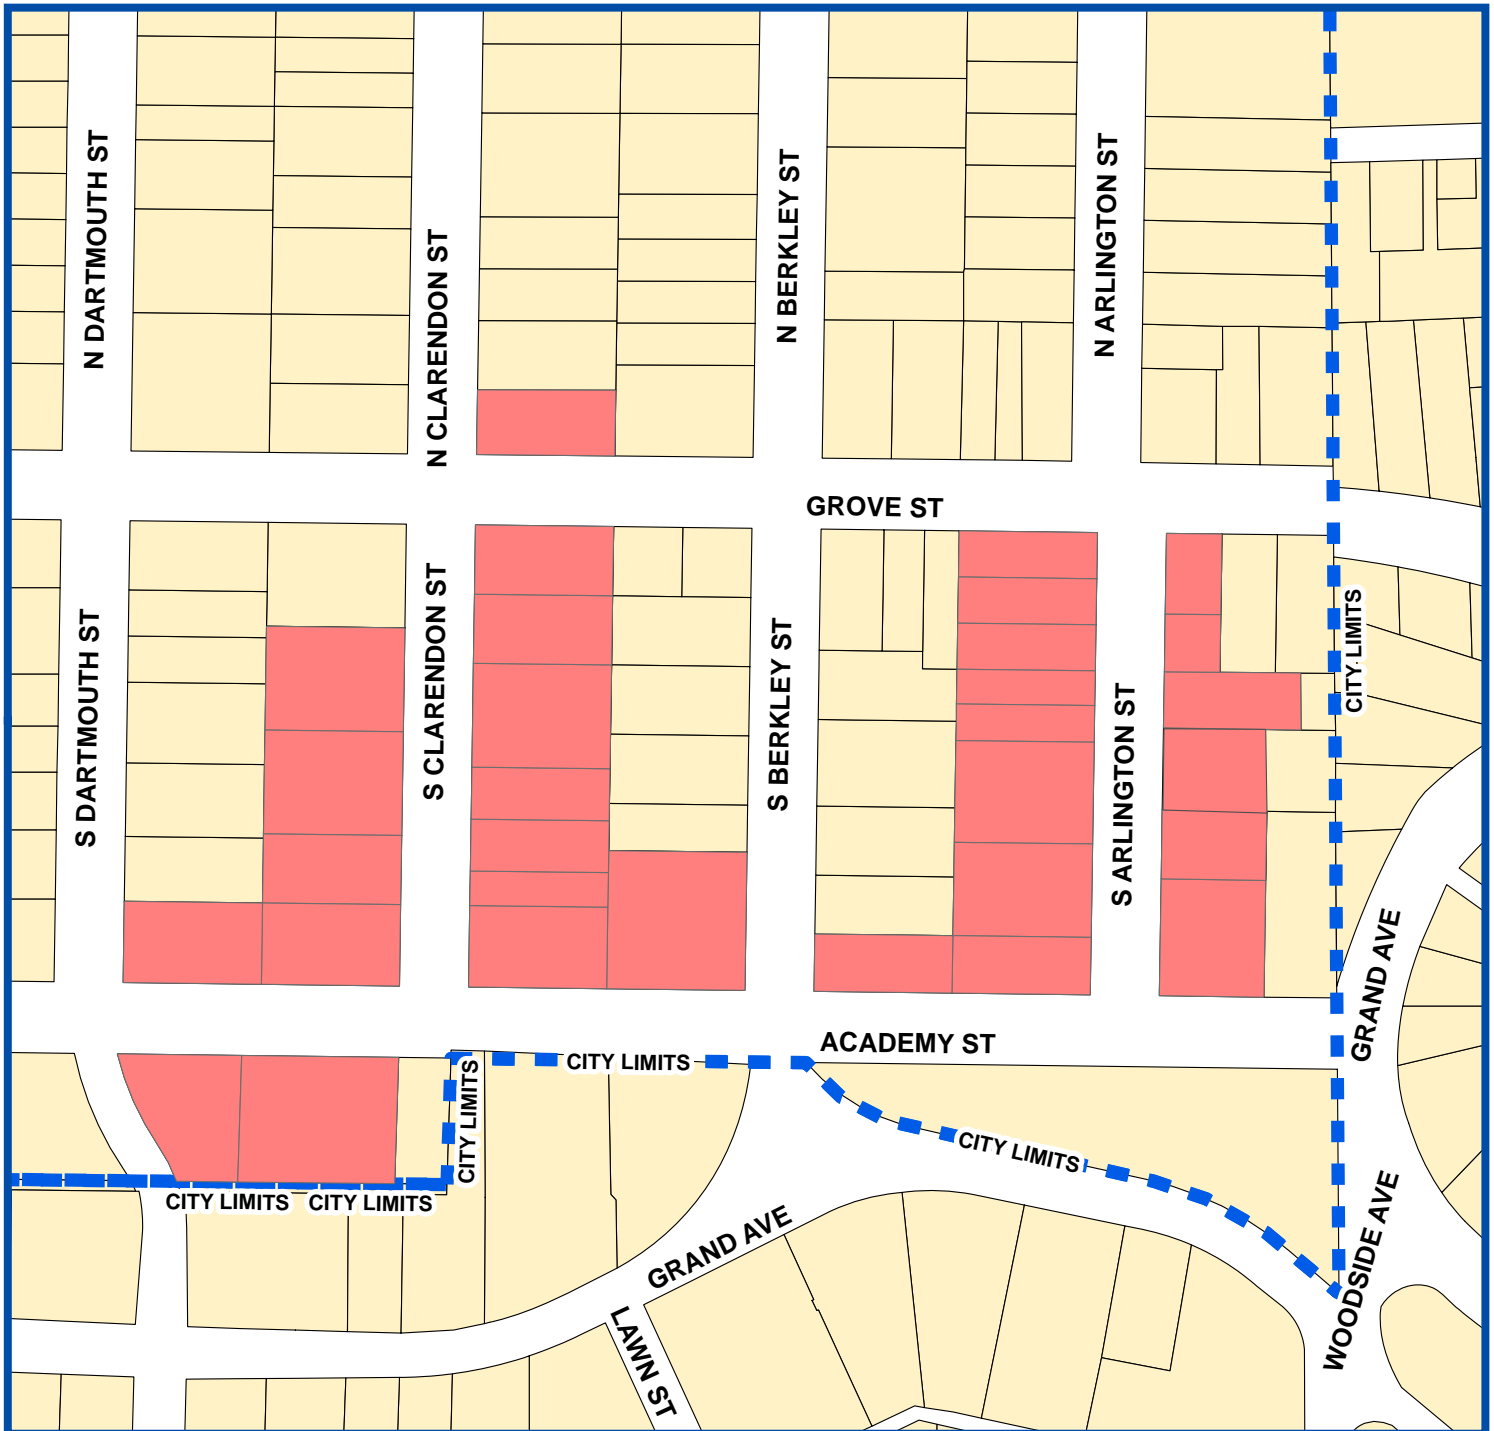 N DARTMOUTH ST
N CLARENDON ST
N BERKLEY ST
N ARLINGTON ST
GROVE ST
S DARTMOUTH ST
S CLARENDON ST
S BERKLEY ST
S ARLINGTON ST
CITY LIMITS
GRAND AVE
ACADEMY ST
CITY LIMITS
CITY LIMITS
CITY LIMITS
CITY LIMITS
CITY LIMITS
GRAND AVE
WOODSIDE AVE
LAWN ST